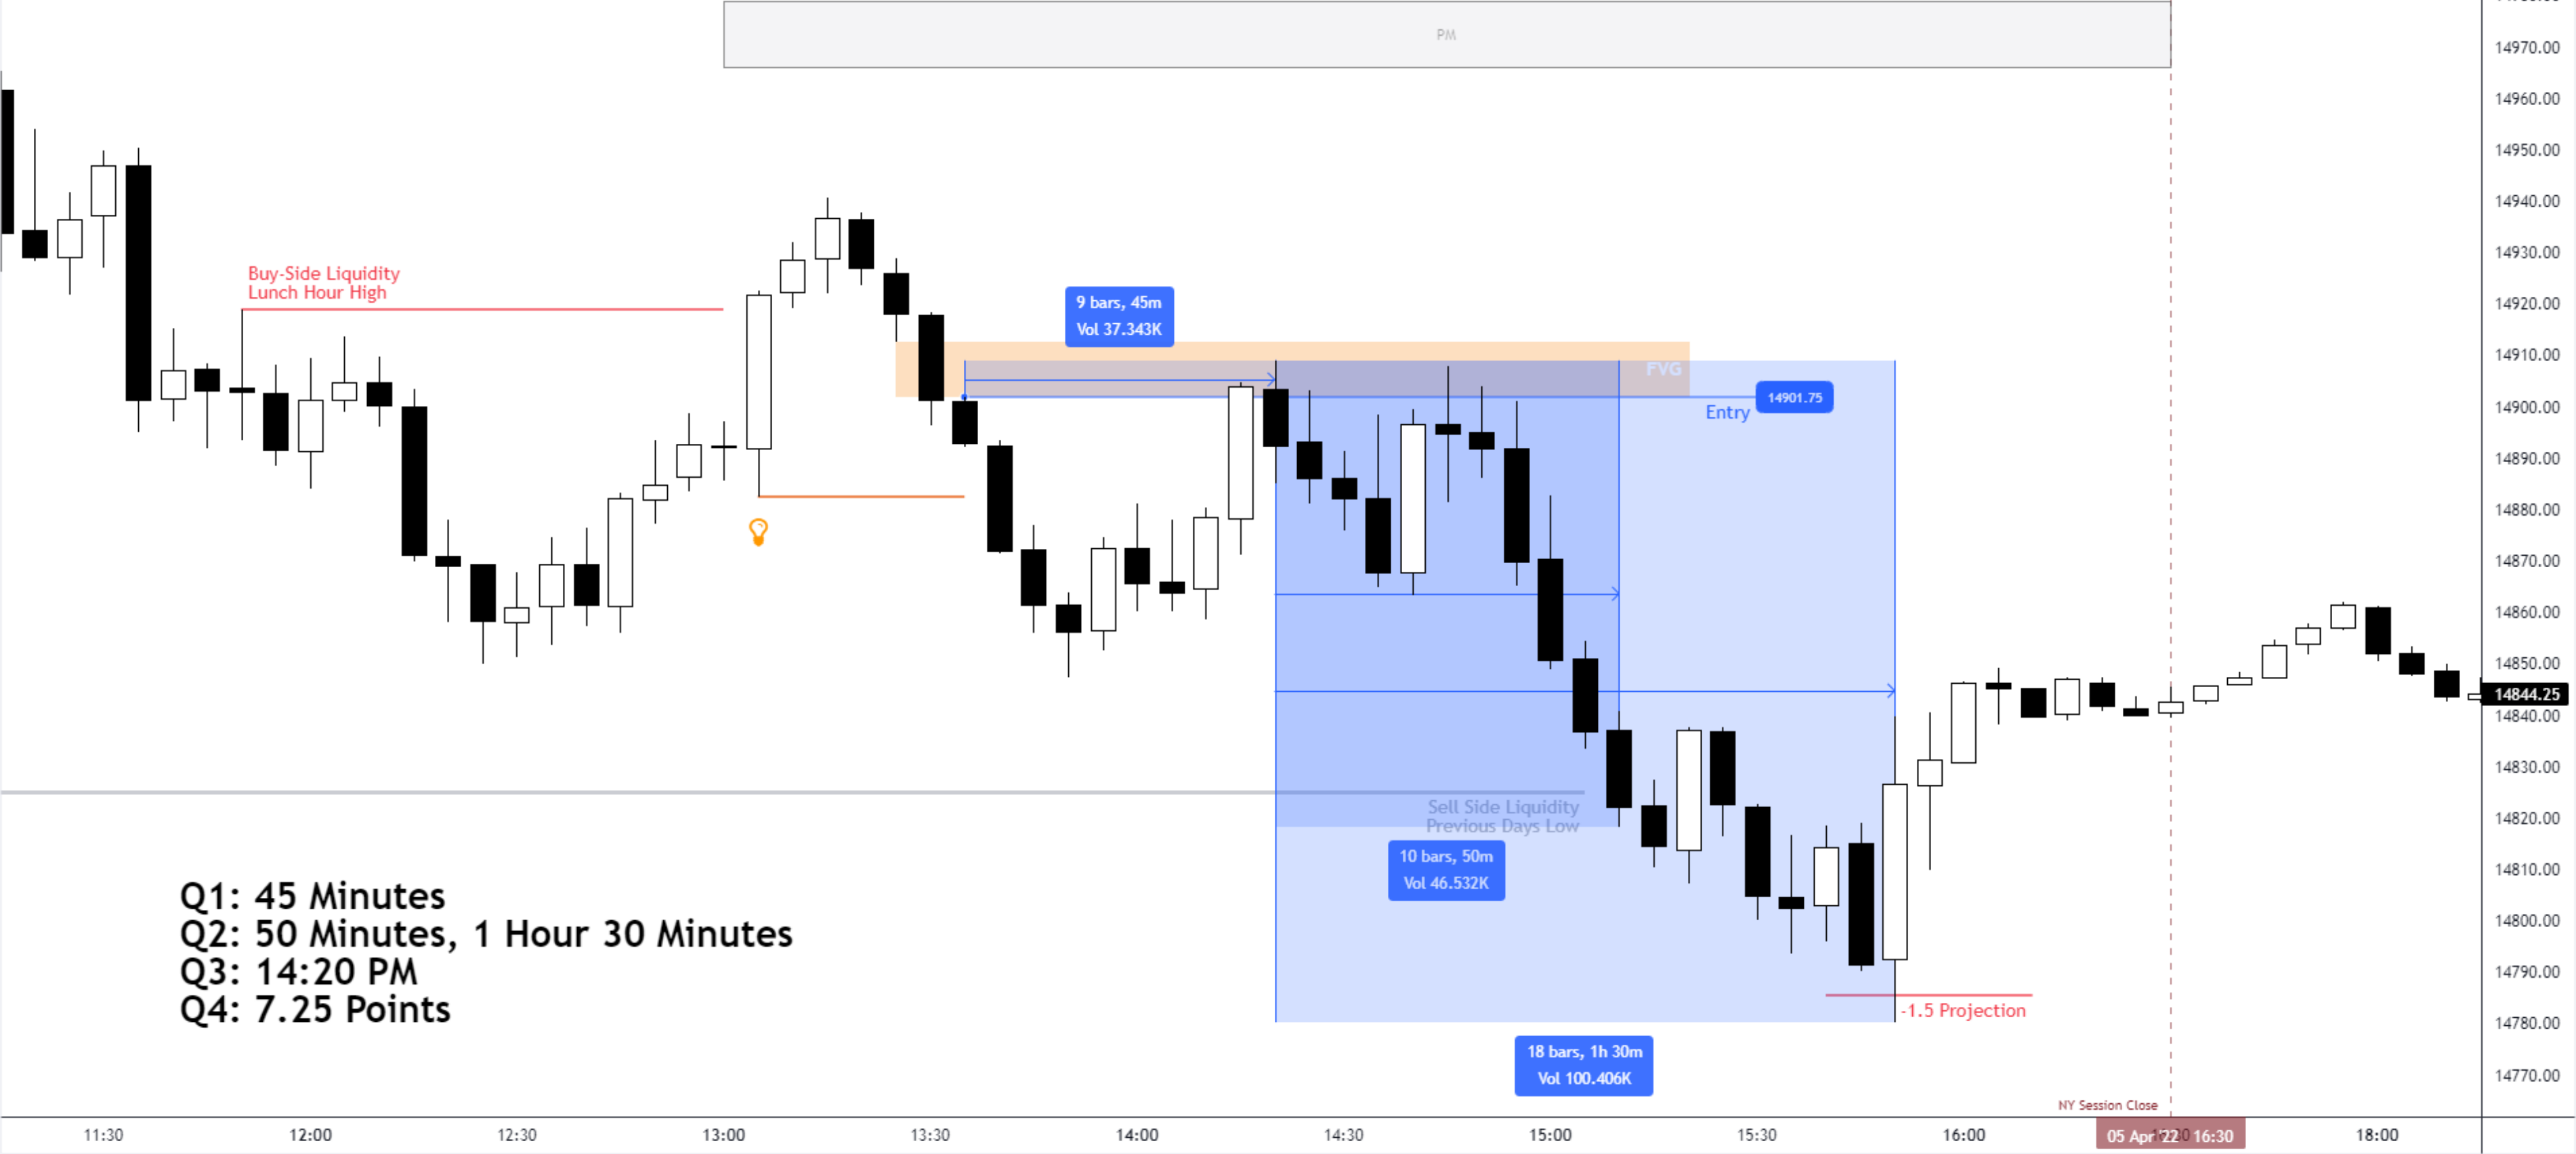 PM
14970.00
14960.00
14950.00
14940.00
14930.00
14920.00
14910.00
14900.00
14890.00
14880.00
14870.00
14860.00
14850.00
14844.25
14840.00
14830.00
14820.00
14810.00
14800.00
14790.00
14780.00
14770.00
Buy-Side Liquidity
Lunch Hour High
9 bars, 45m
Vol 37.343K
FVG
Entry
14901.75
Sell Side Liquidity
Previous Days Low
10 bars, 50m
Vol 46.532K
Q1: 45 Minutes
Q2: 50 Minutes, 1 Hour 30 Minutes
Q3: 14:20 PM
Q4: 7.25 Points
-1.5 Projection
18 bars, 1h 30m
Vol 100.406K
NY Session Close
11:30
12:00
12:30
13:00
13:30
14:00
14:30
15:00
15:30
16:00
05 Apr '22 16:30
18:00